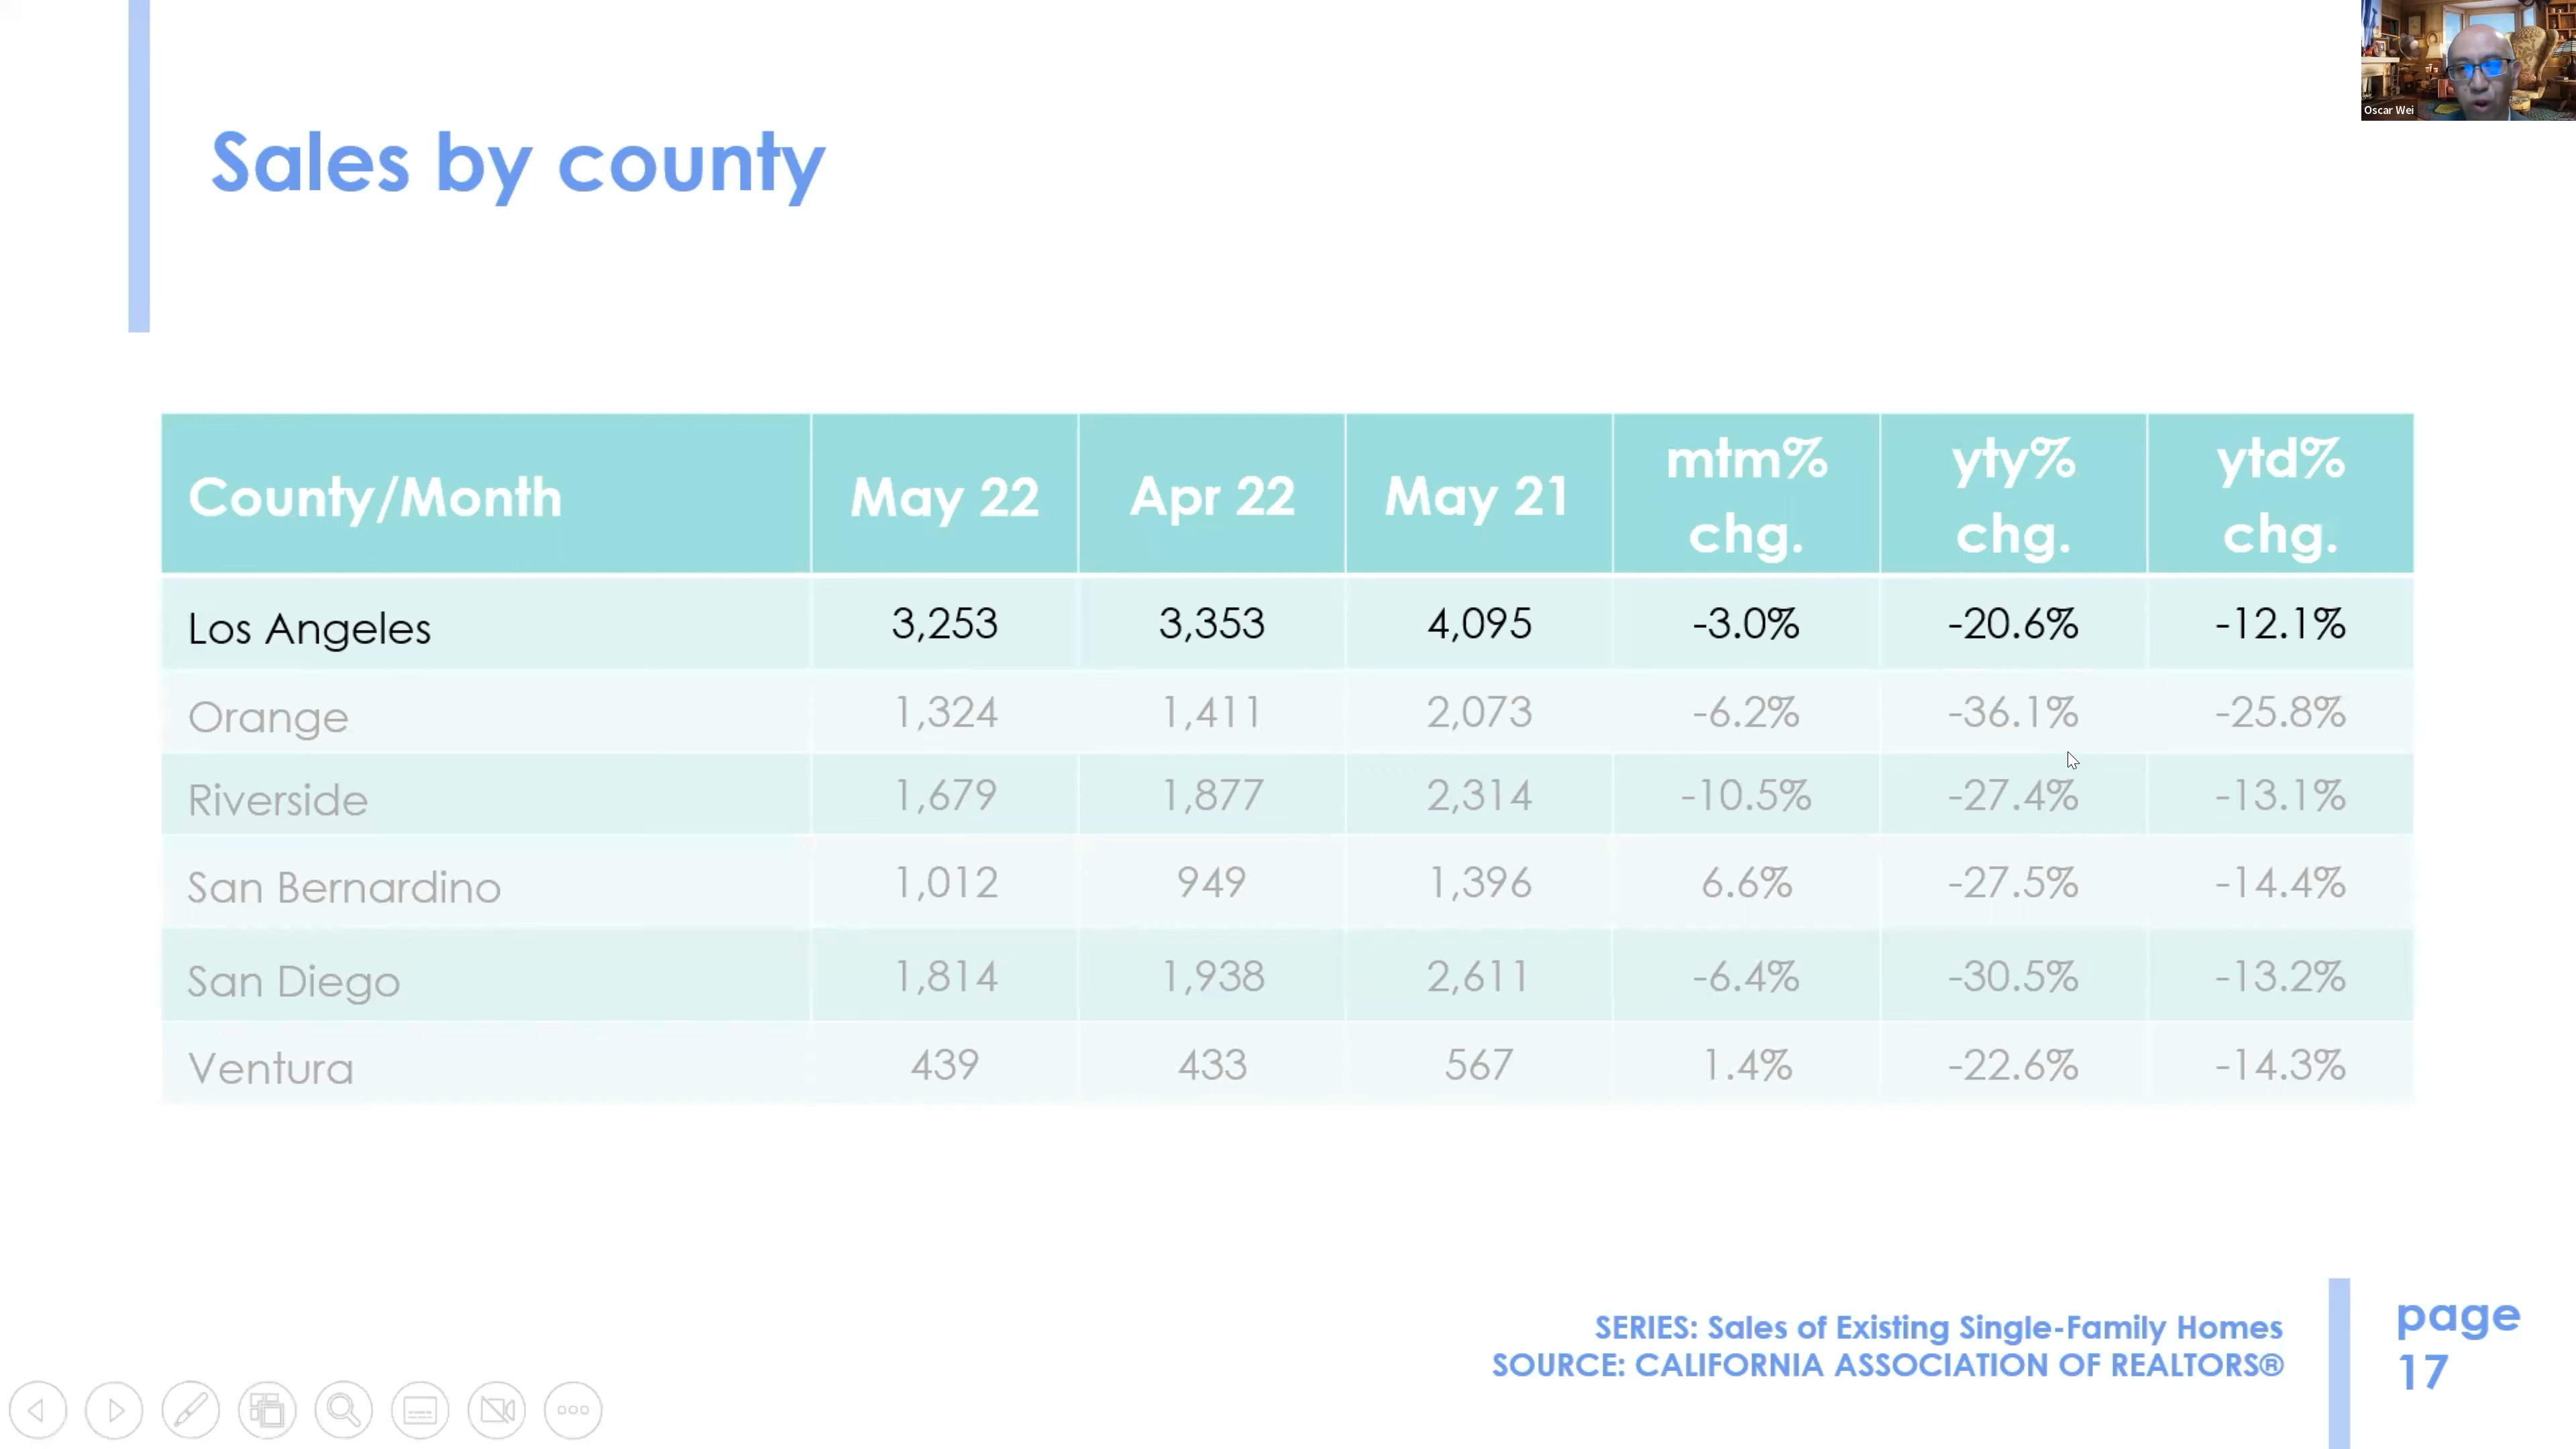 Oscar Wei
Sales by county
County/Month May 22 Apr 22 May 21 mtm% chg. yty% chg. ytd% chg.
Los Angeles 3,253 3,353 4,095 -3.0% -20.6% -12.1%
Orange 1,324 1,411 2,073 -6.2% -36.1% -25.8%
Riverside 1,679 1,877 2,314 -10.5% -27.4% -13.1%
San Bernardino 1,012 949 1,396 6.6% -27.5% -14.4%
San Diego 1,814 1,938 2,611 -6.4% -30.5% -13.2%
Ventura 439 433 567 1.4% -22.6% -14.3%
SERIES: Sales of Existing Single-Family Homes
SOURCE: CALIFORNIA ASSOCIATION OF REALTORS®
page
17